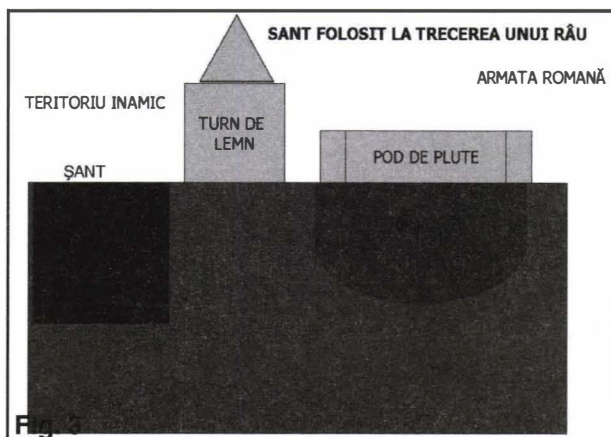 SANT FOLOSIT LA TRECEREA UNUI RÂU
ARMATA ROMANĂ
TERITORIU INAMIC
TURN DE
LEMN
POD DE PLUTE
ŞANT
Fig. 3